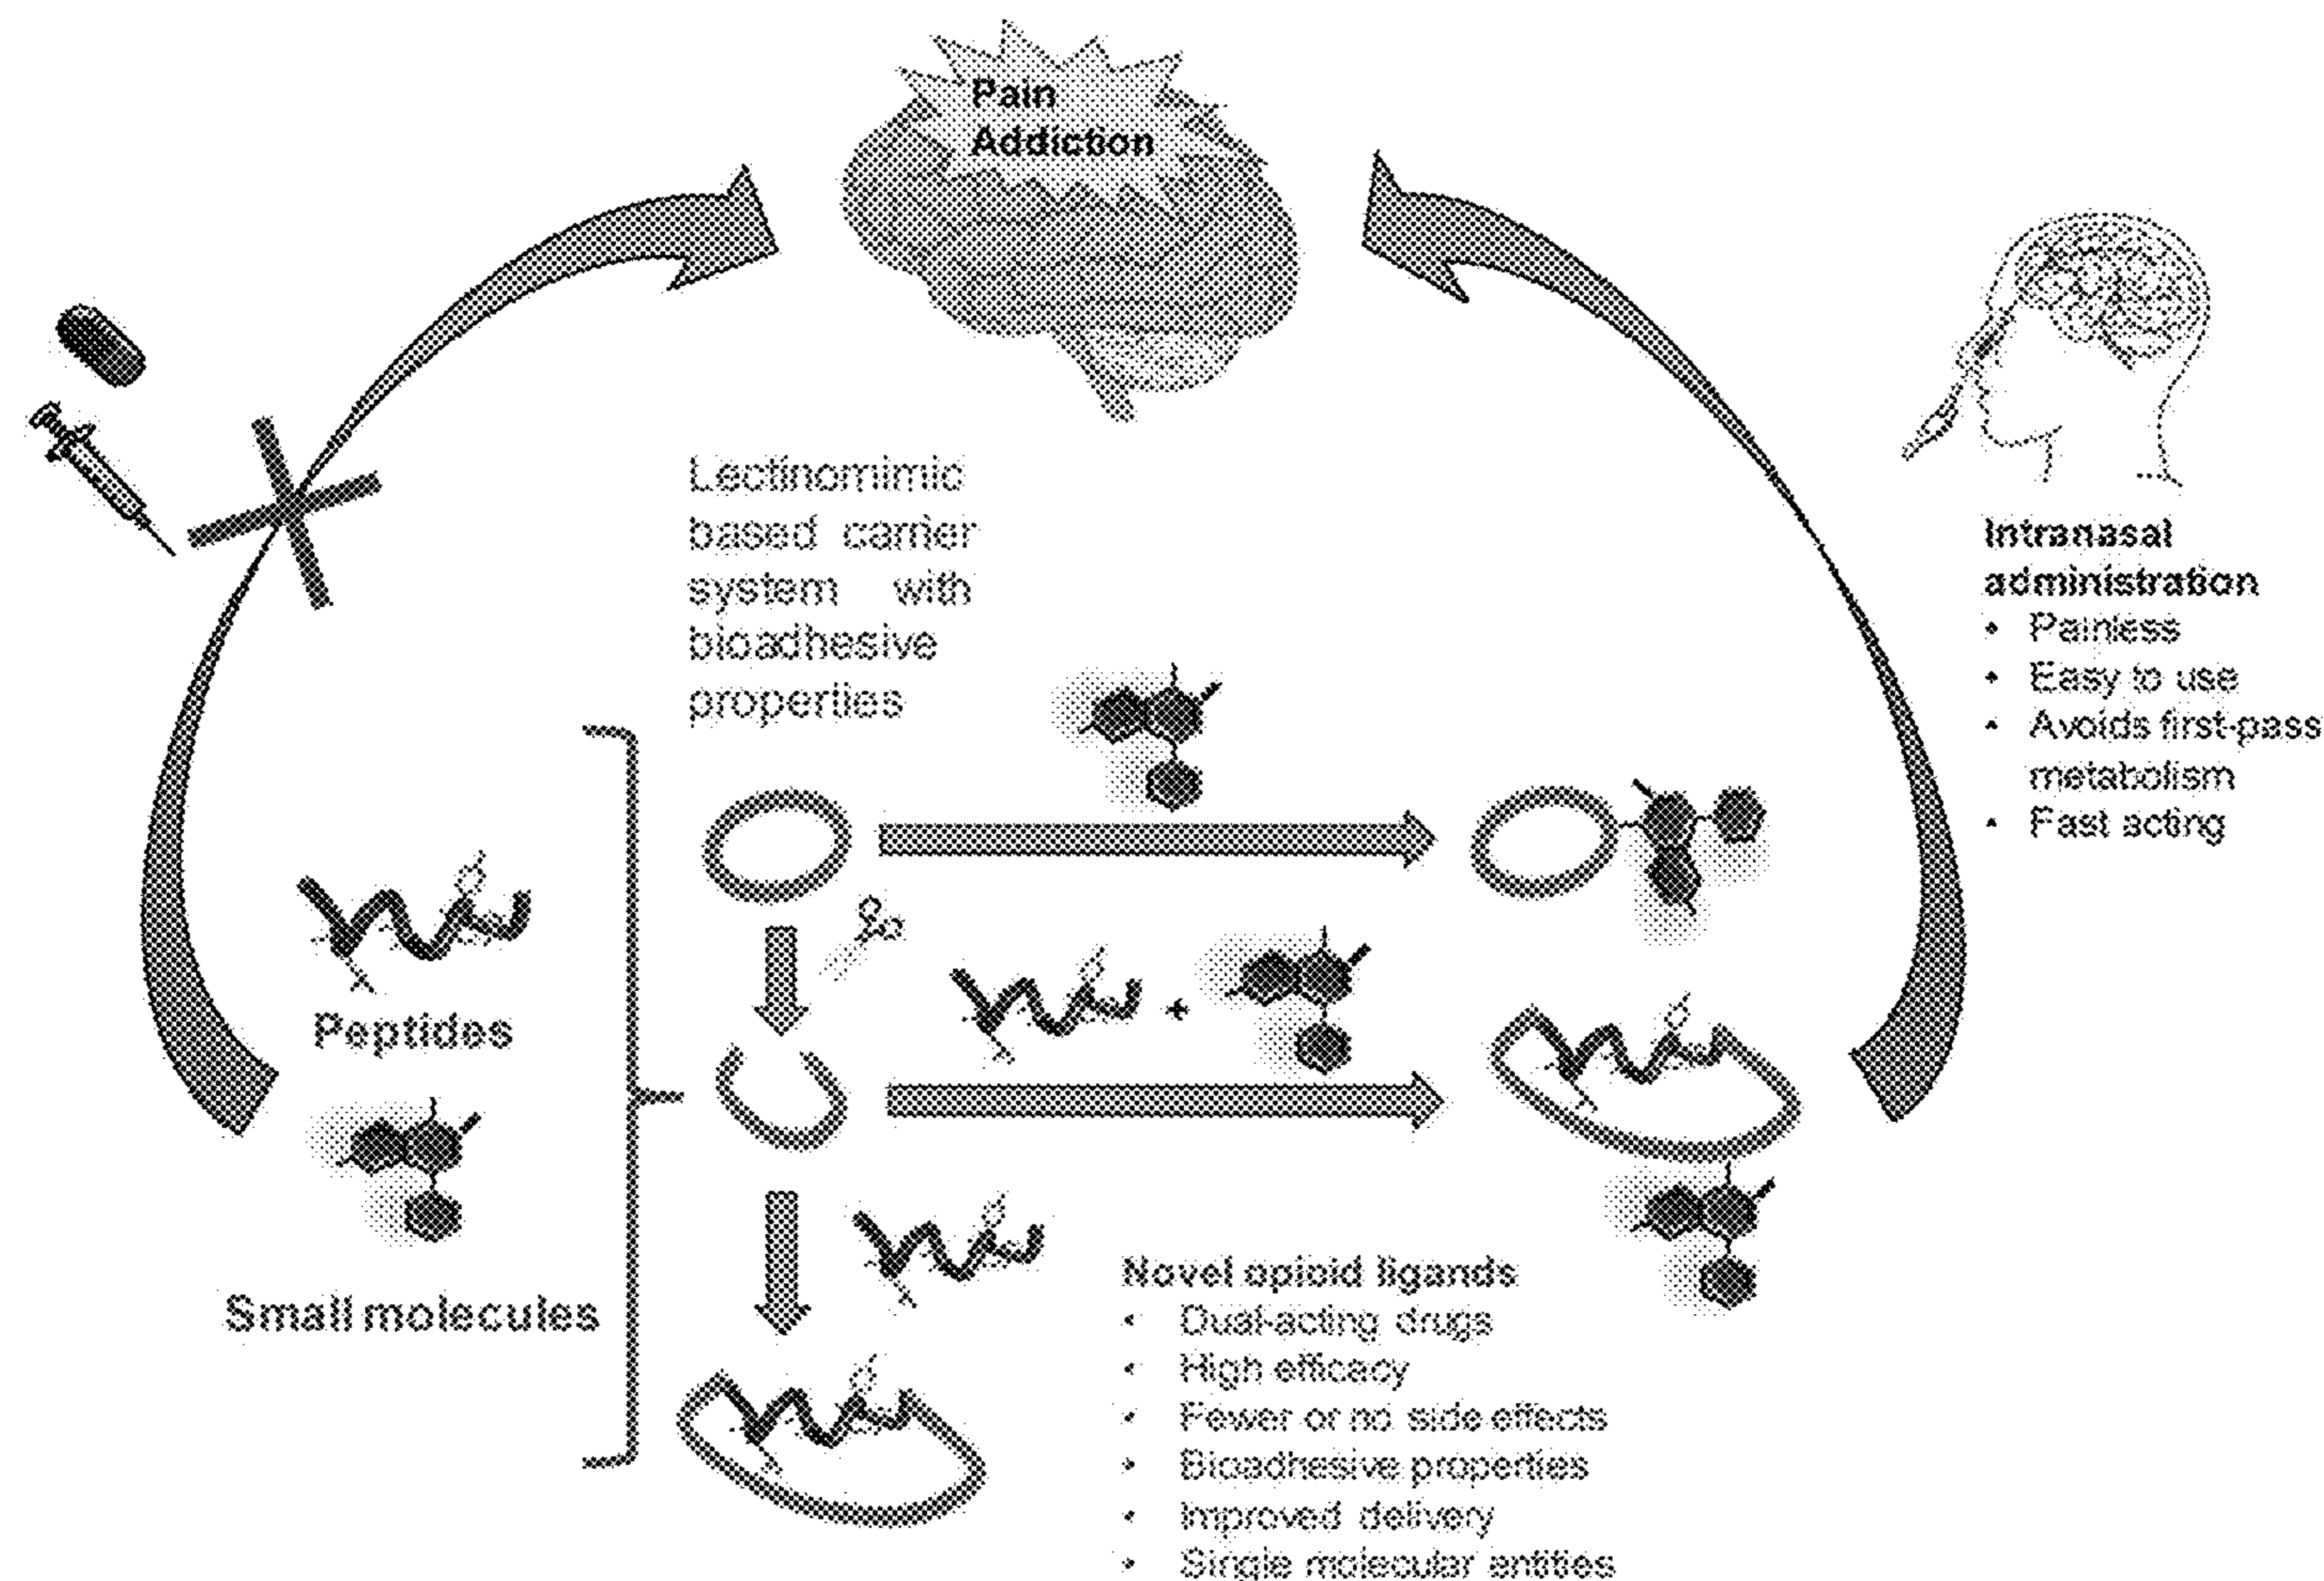 Pain
Addiction
Lectinomimic
based carrier
system with
bioadhesive
properties
Intranasal
administration
• Painless
• Easy to use
• Avoids first-pass
metabolism
• Fast acting
+
Peptides
Small molecules
Novel opioid ligands
• Dual-acting drugs
• High efficacy
• Fewer or no side effects
• Bioadhesive properties
• Improved delivery
• Single molecular entities